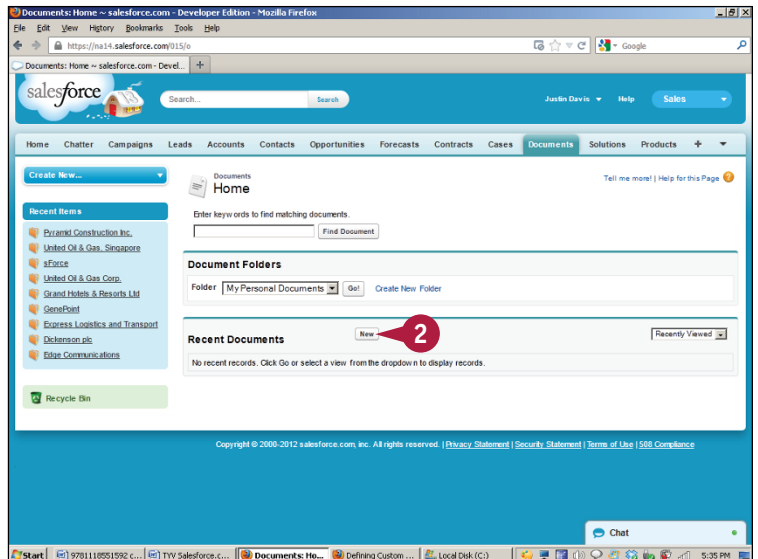 Documents: Home ~ salesforce.com - Developer Edition - Mozilla Firefox
File Edit View History Bookmarks Tools Help
https://na14.salesforce.com/015/o
Google
Documents: Home ~ salesforce.com - Devel...
salesforce
Search...
Search
Justin Davis
Help
Sales
Home Chatter Campaigns Leads Accounts Contacts Opportunities Forecasts Contracts Cases Documents Solutions Products +
Create New...
Documents
Home
Tell me more! | Help for this Page
Recent Items
Pyramid Construction Inc.
United Oil & Gas, Singapore
sForce
United Oil & Gas Corp.
Grand Hotels & Resorts Ltd
GenePoint
Express Logistics and Transport
Dickenson plc
Edge Communications
Recycle Bin
Enter keywords to find matching documents.
Find Document
Document Folders
Folder My Personal Documents Go! Create New Folder
Recent Documents
New
2
Recently Viewed
No recent records. Click Go or select a view from the dropdown to display records.
Copyright © 2000-2012 salesforce.com, inc. All rights reserved. | Privacy Statement | Security Statement | Terms of Use | 508 Compliance
Chat
Start 9781118551592 c... TYV Salesforce.c... Documents: Ho... Defining Custom ... Local Disk (C:) 5:35 PM